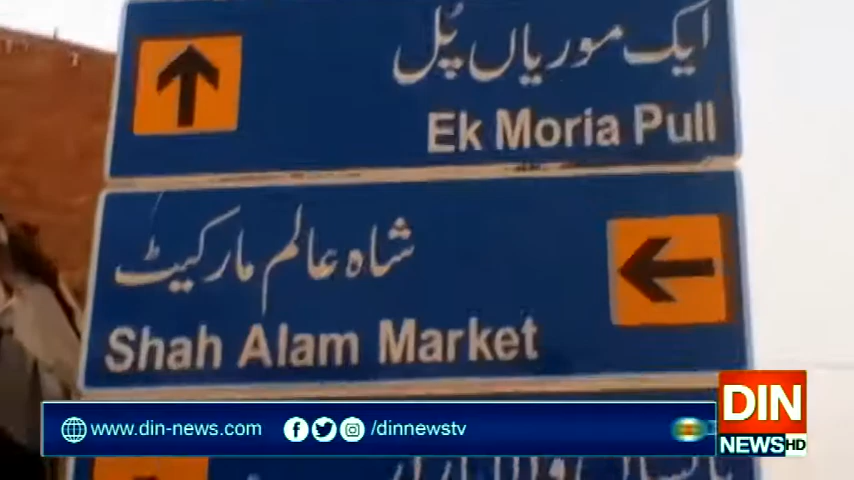 ایک موریاں پُل
Ek Moria Pull
شاہ عالم مارکیٹ
Shah Alam Market
www.din-news.com
/dinnewstv
DIN
NEWS HD